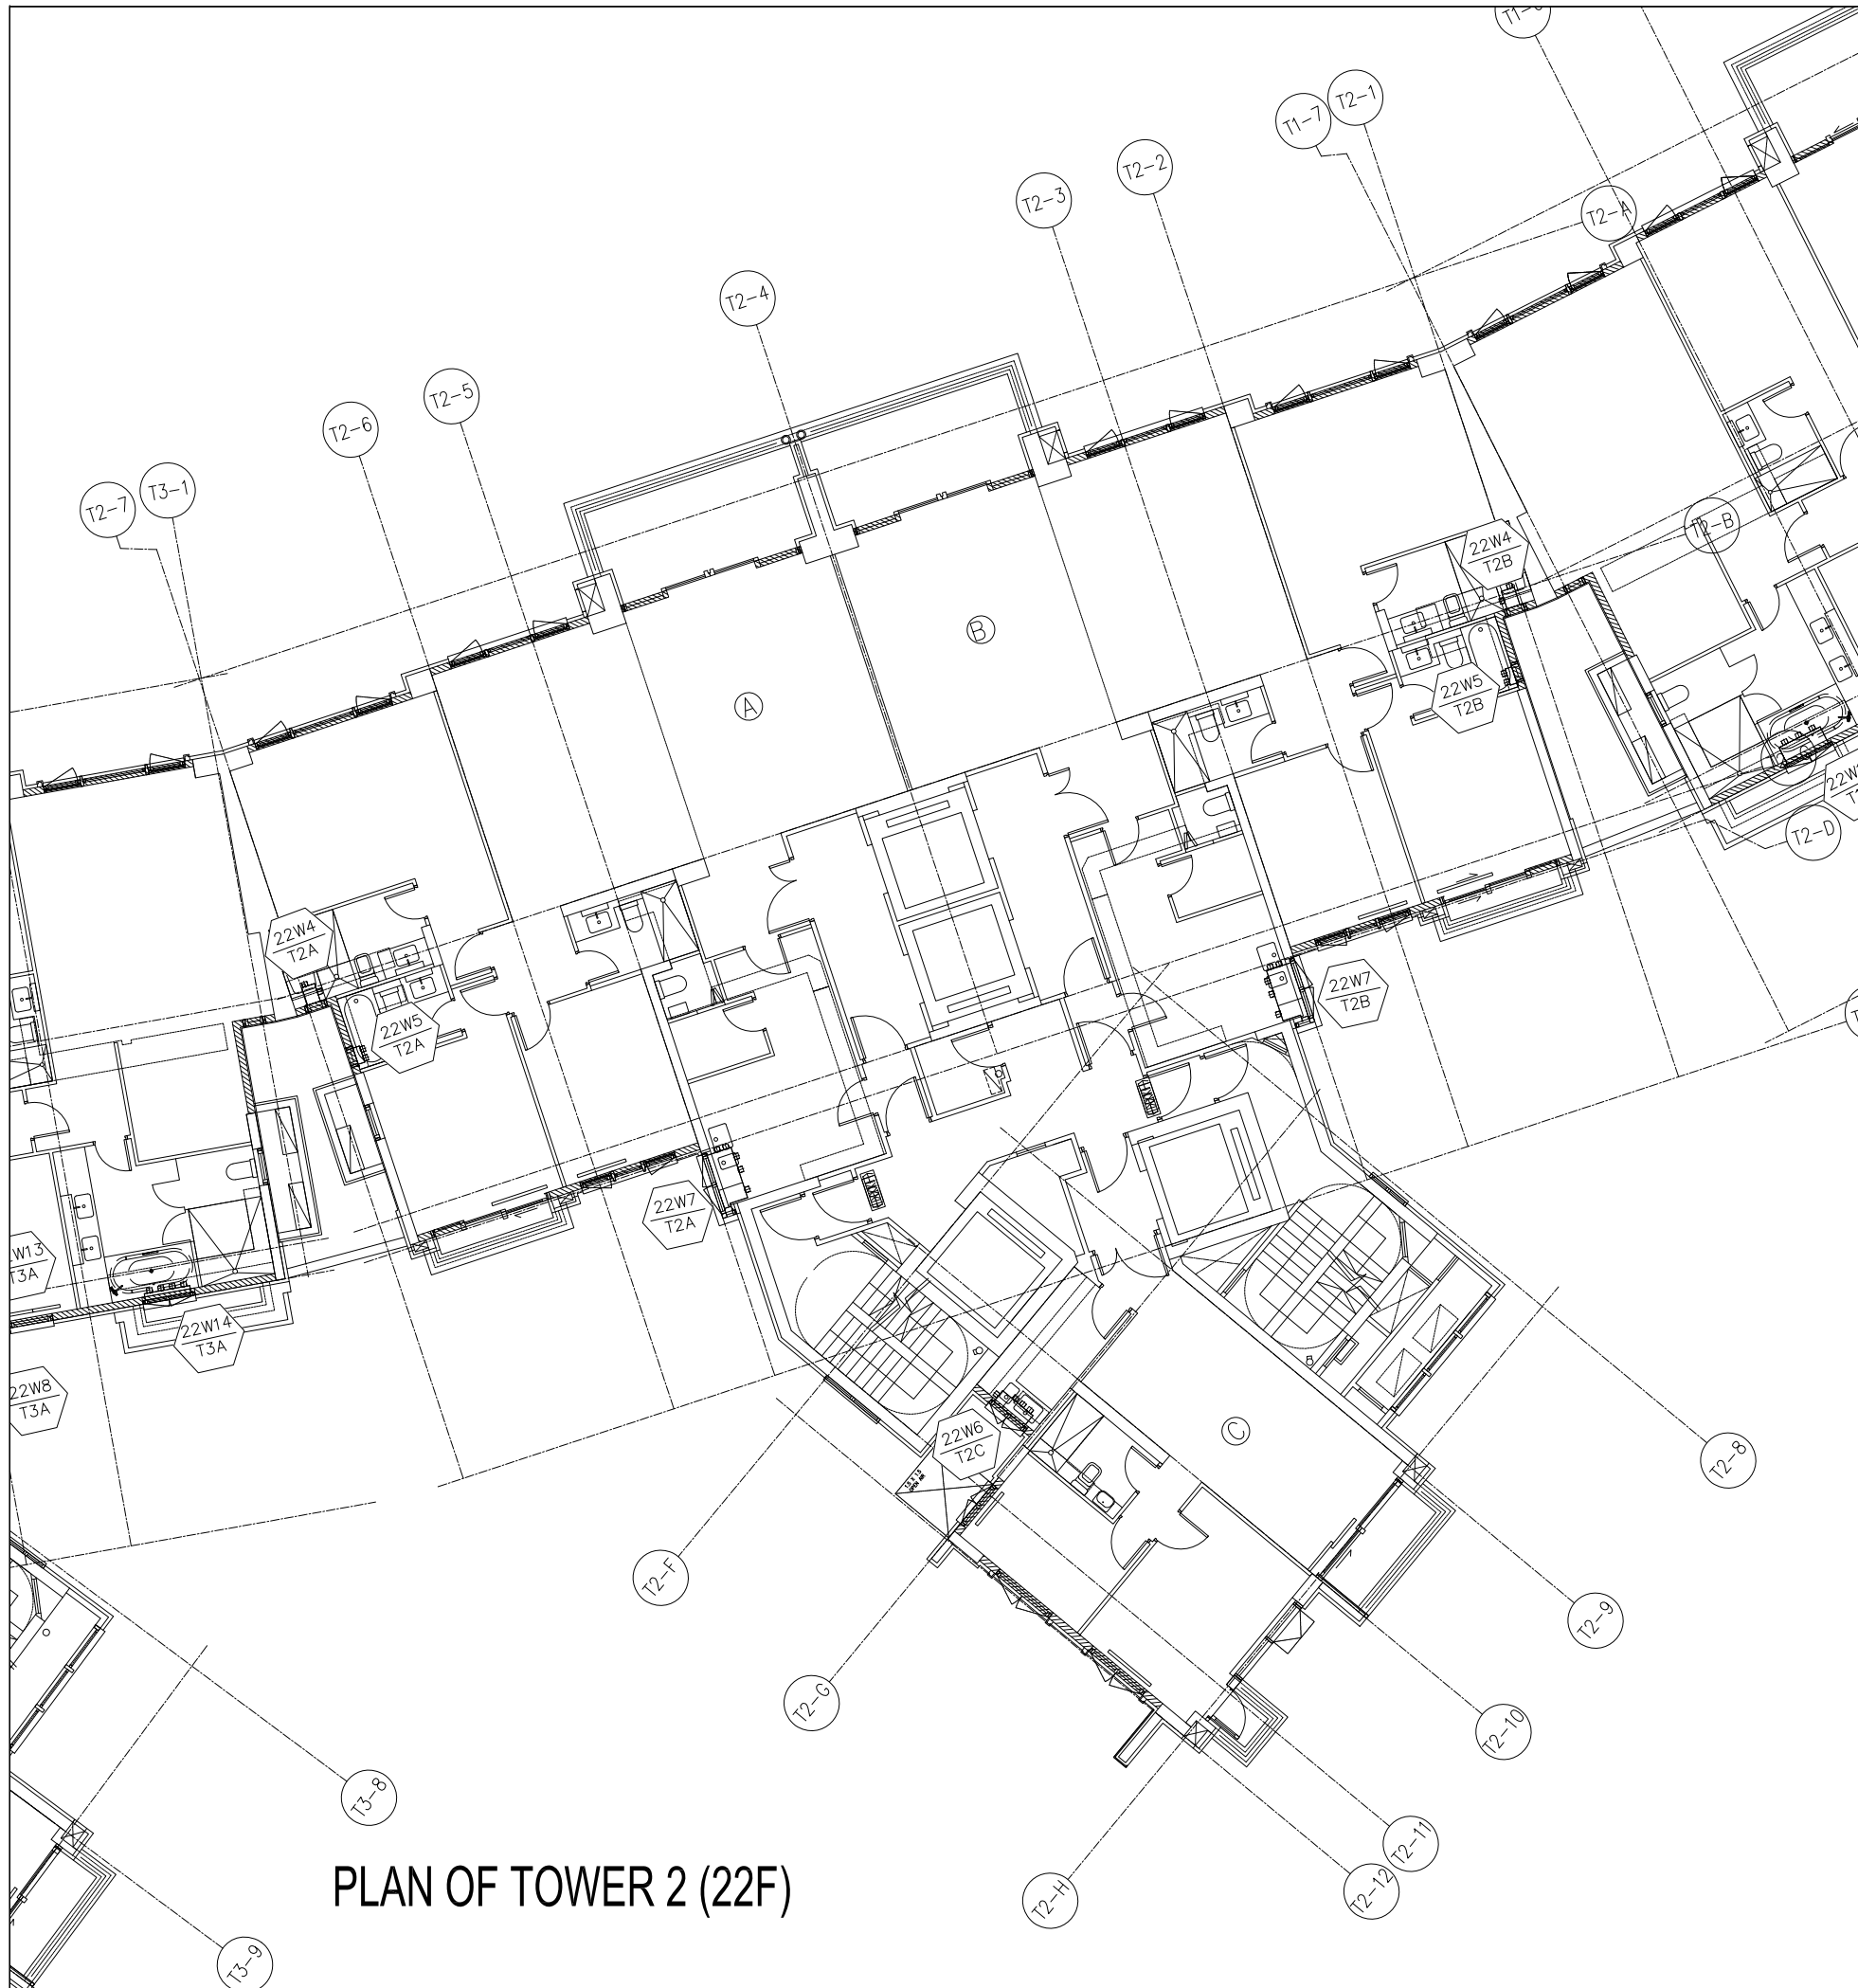 T1-7
T2-1
T2-2
T2-3
T2-A
T2-4
T2-5
T2-6
T3-1
T2-7
T2-B
22W4
T2B
B
22W5
T2B
A
T2-D
22W4
T2A
22W7
T2B
22W5
T2A
22W7
T2A
W13
T3A
22W14
T3A
22W8
T3A
C
22W6
T2C
T2-8
T2-F
T2-9
T2-G
T2-10
T3-8
T2-11
T2-12
T2-H
PLAN OF TOWER 2 (22F)
T3-9